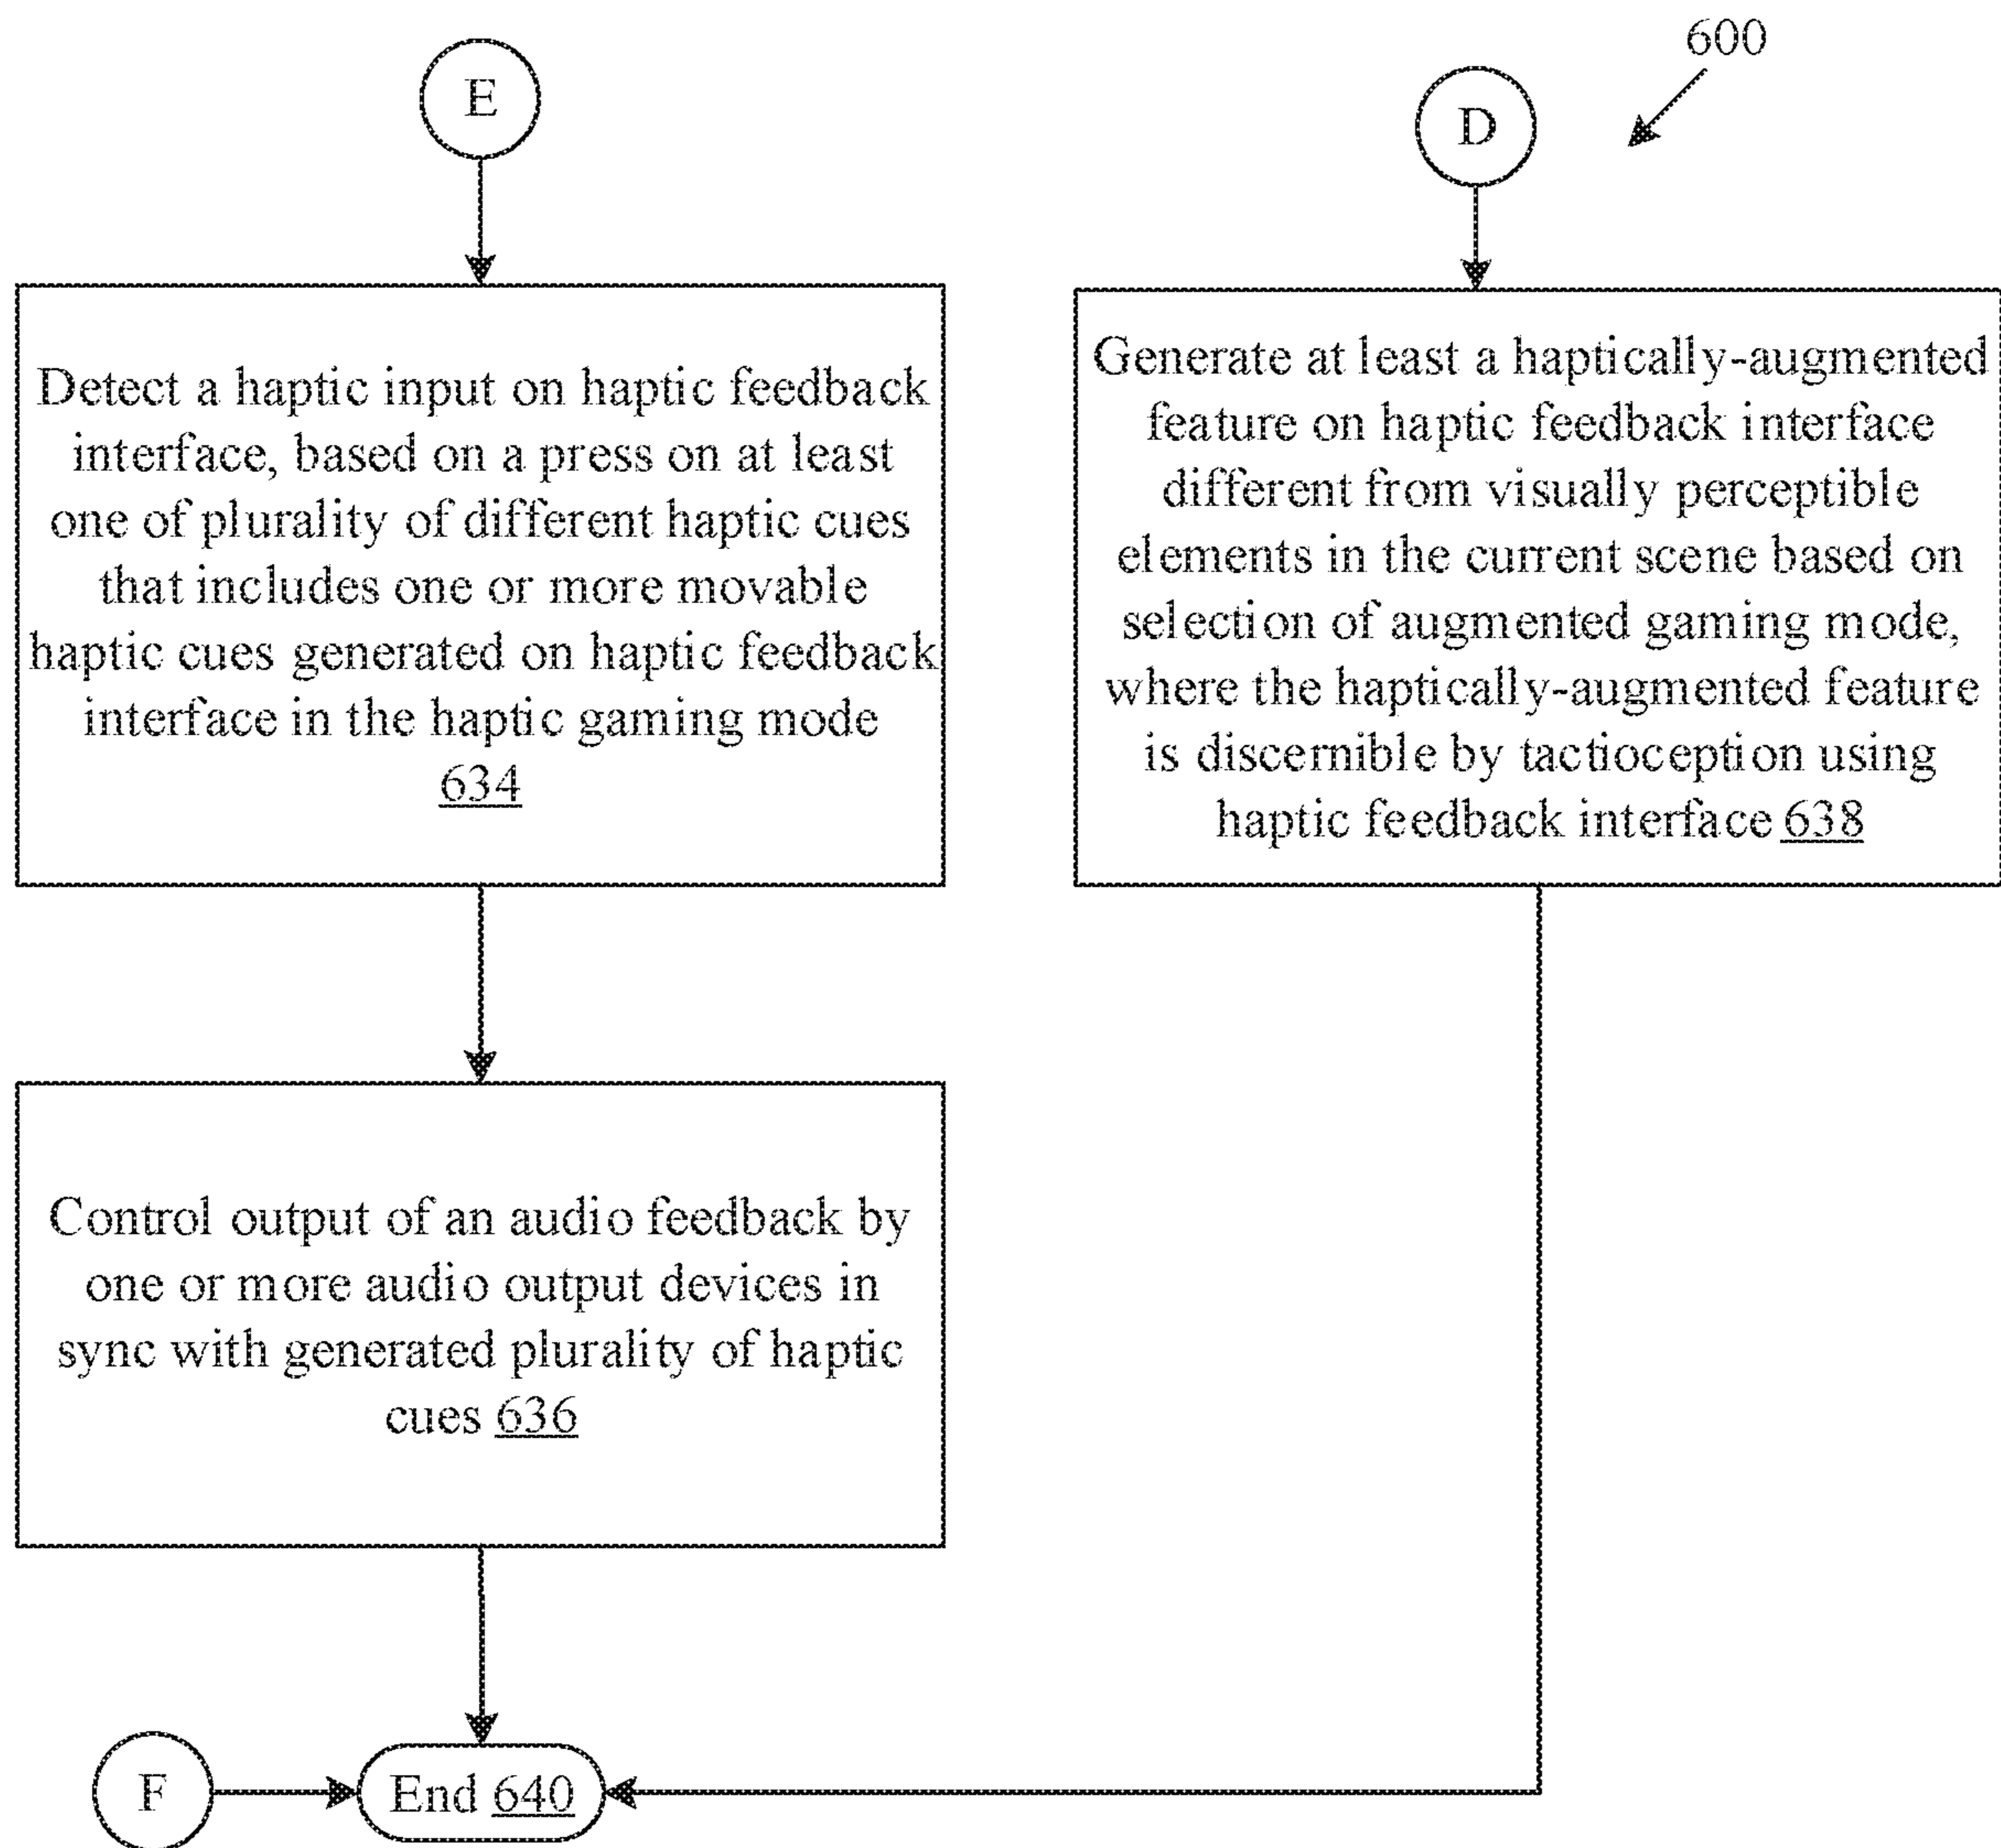 600
E
D
Detect a haptic input on haptic feedback
interface, based on a press on at least
one of plurality of different haptic cues
that includes one or more movable
haptic cues generated on haptic feedback
interface in the haptic gaming mode
634
Generate at least a haptically-augmented
feature on haptic feedback interface
different from visually perceptible
elements in the current scene based on
selection of augmented gaming mode,
where the haptically-augmented feature
is discernible by tactioception using
haptic feedback interface 638
Control output of an audio feedback by
one or more audio output devices in
sync with generated plurality of haptic
cues 636
F
End 640